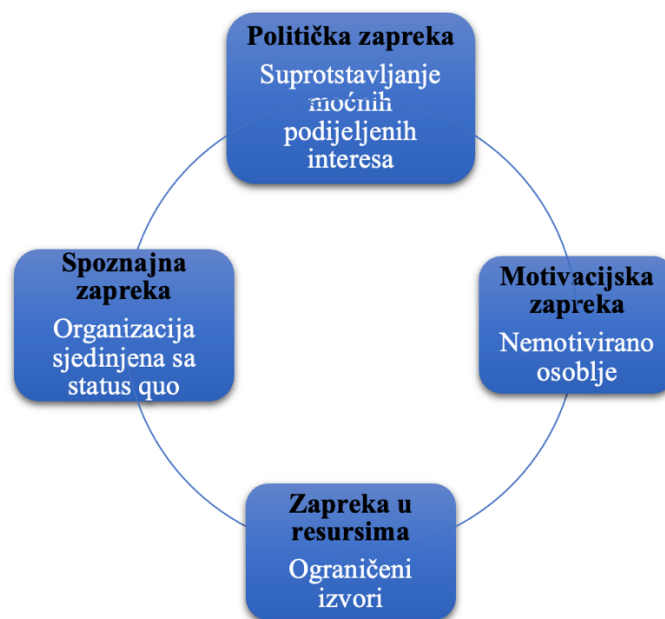 Politička zapreka
Suprotstavljanje
moćnih
podijeljenih
interesa
Spoznajna
zapreka
Organizacija
sjedinjena sa
status quo
Motivacijska
zapreka
Nemotivirano
osoblje
Zapreka u
resursima
Ograničeni
izvori